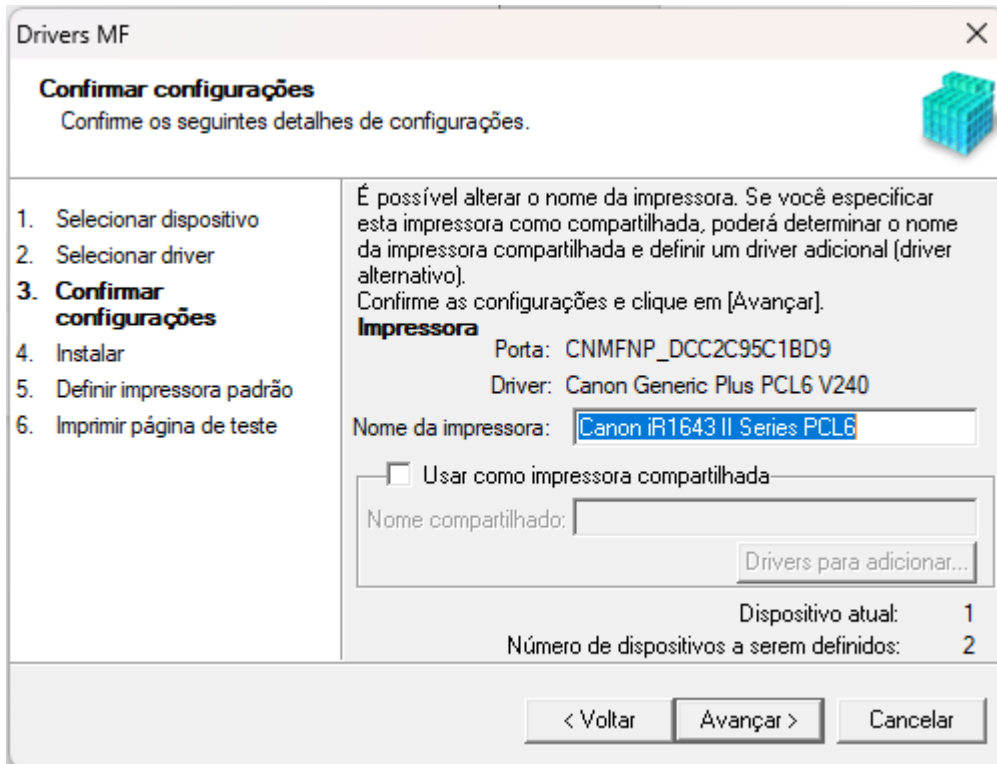 Drivers MF
Confirmar configurações
Confirme os seguintes detalhes de configurações.
1. Selecionar dispositivo
2. Selecionar driver
3. Confirmar
configurações
4. Instalar
5. Definir impressora padrão
6. Imprimir página de teste
É possível alterar o nome da impressora. Se você especificar
esta impressora como compartilhada, poderá determinar o nome
da impressora compartilhada e definir um driver adicional (driver
alternativo).
Confirme as configurações e clique em [Avançar].
Impressora
Porta: CNMFNP_DCC2C95C1BD9
Driver: Canon Generic Plus PCL6 V240
Nome da impressora: Canon iR1643 II Series PCL6
Usar como impressora compartilhada
Nome compartilhado:
Drivers para adicionar...
Dispositivo atual: 1
Número de dispositivos a serem definidos: 2
< Voltar Avançar > Cancelar